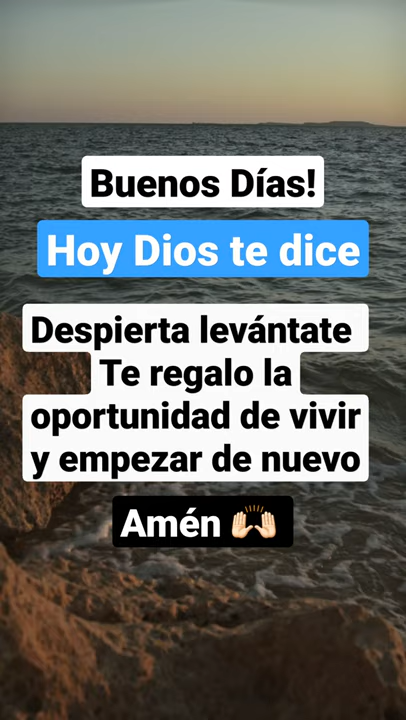 Buenos Días!
Hoy Dios te dice
Despierta levántate
Te regalo la
oportunidad de vivir
y empezar de nuevo
Amén 🙌🏻